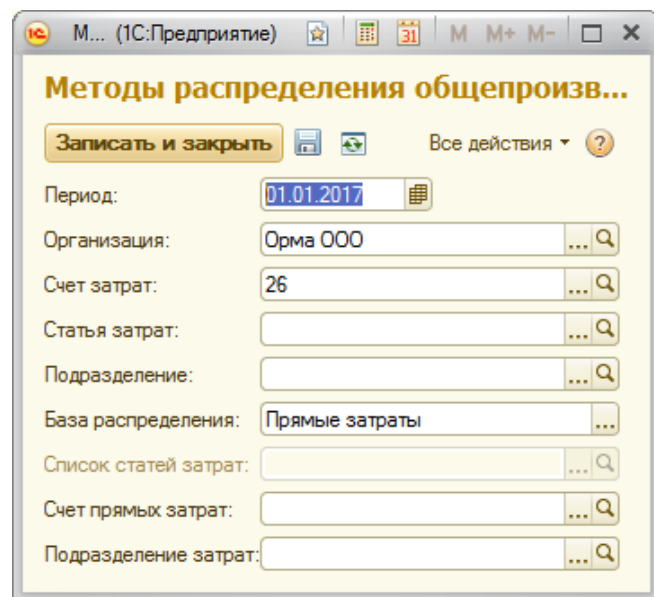 М... (1С:Предприятие) 31 M M+ M-
Методы распределения общепроизв...
Записать и закрыть Все действия ?
Период: 01.01.2017
Организация: Орма ООО ...
Счет затрат: 26 ...
Статья затрат: ...
Подразделение: ...
База распределения: Прямые затраты ...
Список статей затрат: ...
Счет прямых затрат: ...
Подразделение затрат: ...